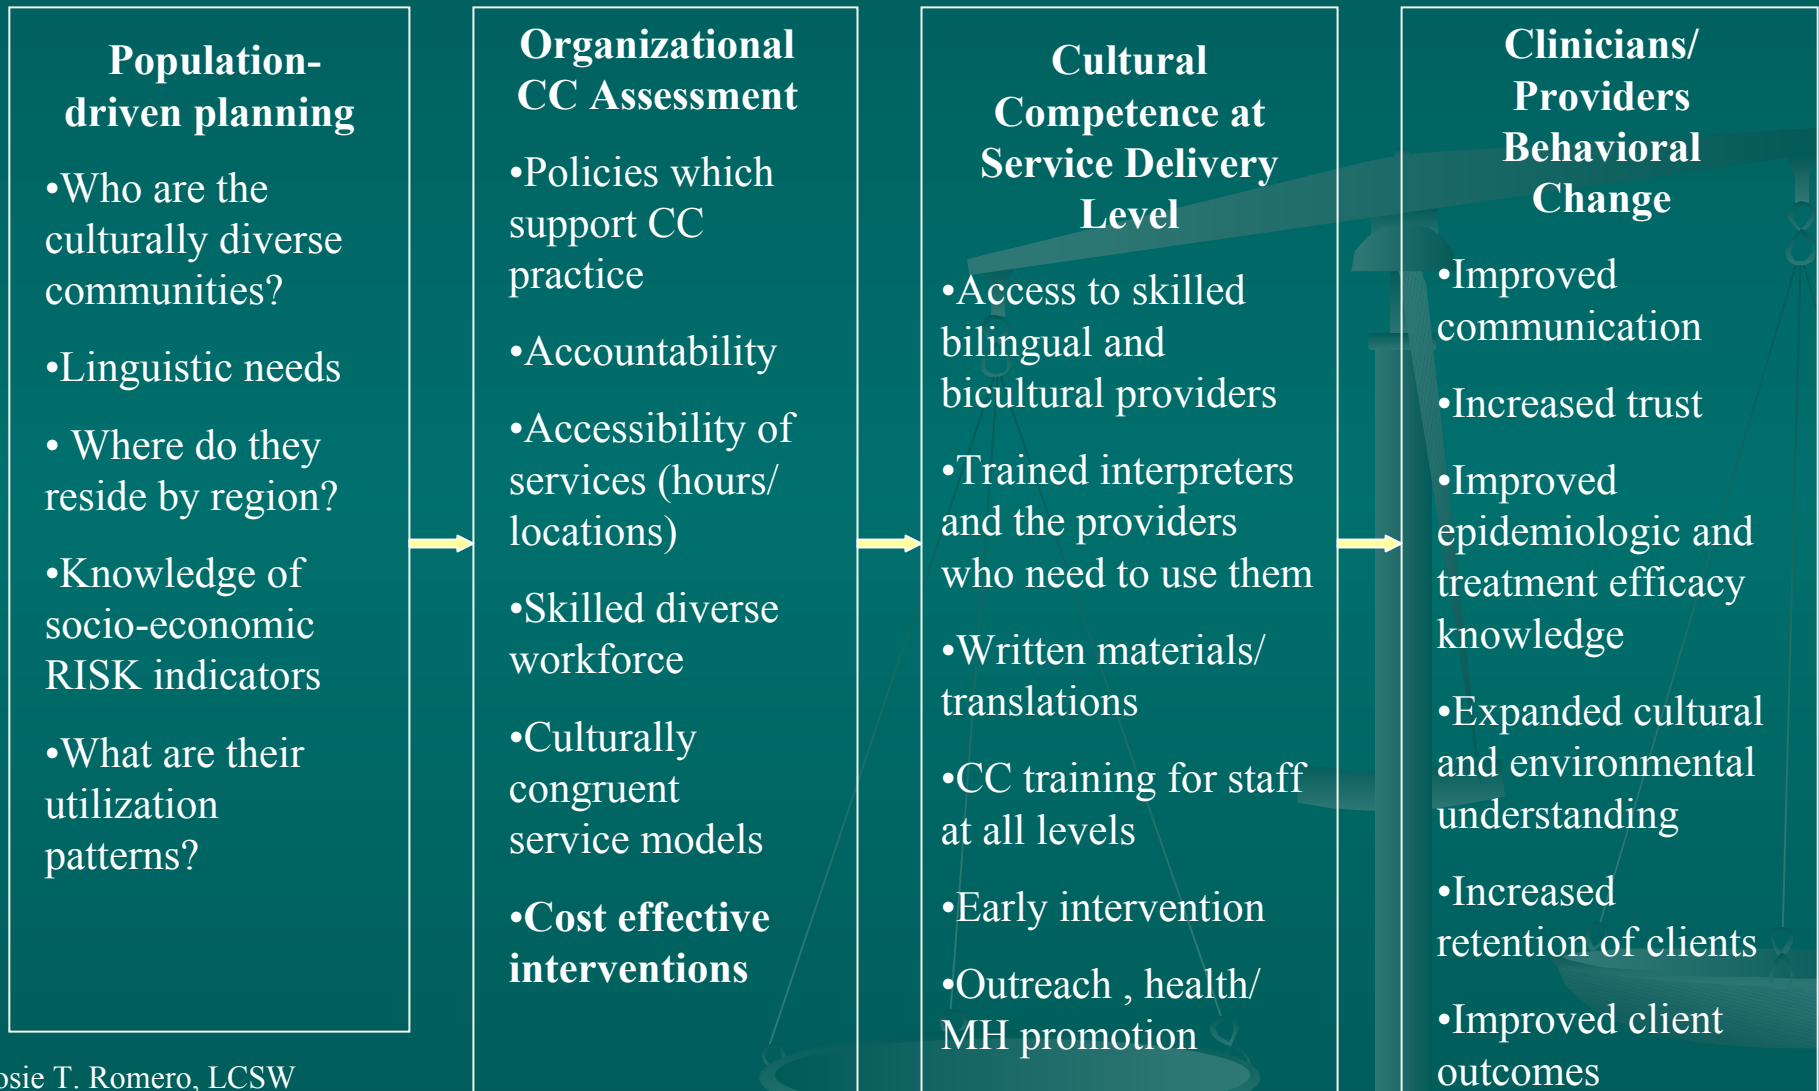 Population-
driven planning
•Who are the
culturally diverse
communities?
•Linguistic needs
• Where do they
reside by region?
•Knowledge of
socio-economic
RISK indicators
•What are their
utilization
patterns?
Organizational
CC Assessment
•Policies which
support CC
practice
•Accountability
•Accessibility of
services (hours/
locations)
•Skilled diverse
workforce
•Culturally
congruent
service models
•Cost effective
interventions
Cultural
Competence at
Service Delivery
Level
•Access to skilled
bilingual and
bicultural providers
•Trained interpreters
and the providers
who need to use them
•Written materials/
translations
•CC training for staff
at all levels
•Early intervention
•Outreach , health/
MH promotion
Clinicians/
Providers
Behavioral
Change
•Improved
communication
•Increased trust
•Improved
epidemiologic and
treatment efficacy
knowledge
•Expanded cultural
and environmental
understanding
•Increased
retention of clients
•Improved client
outcomes
osie T. Romero, LCSW